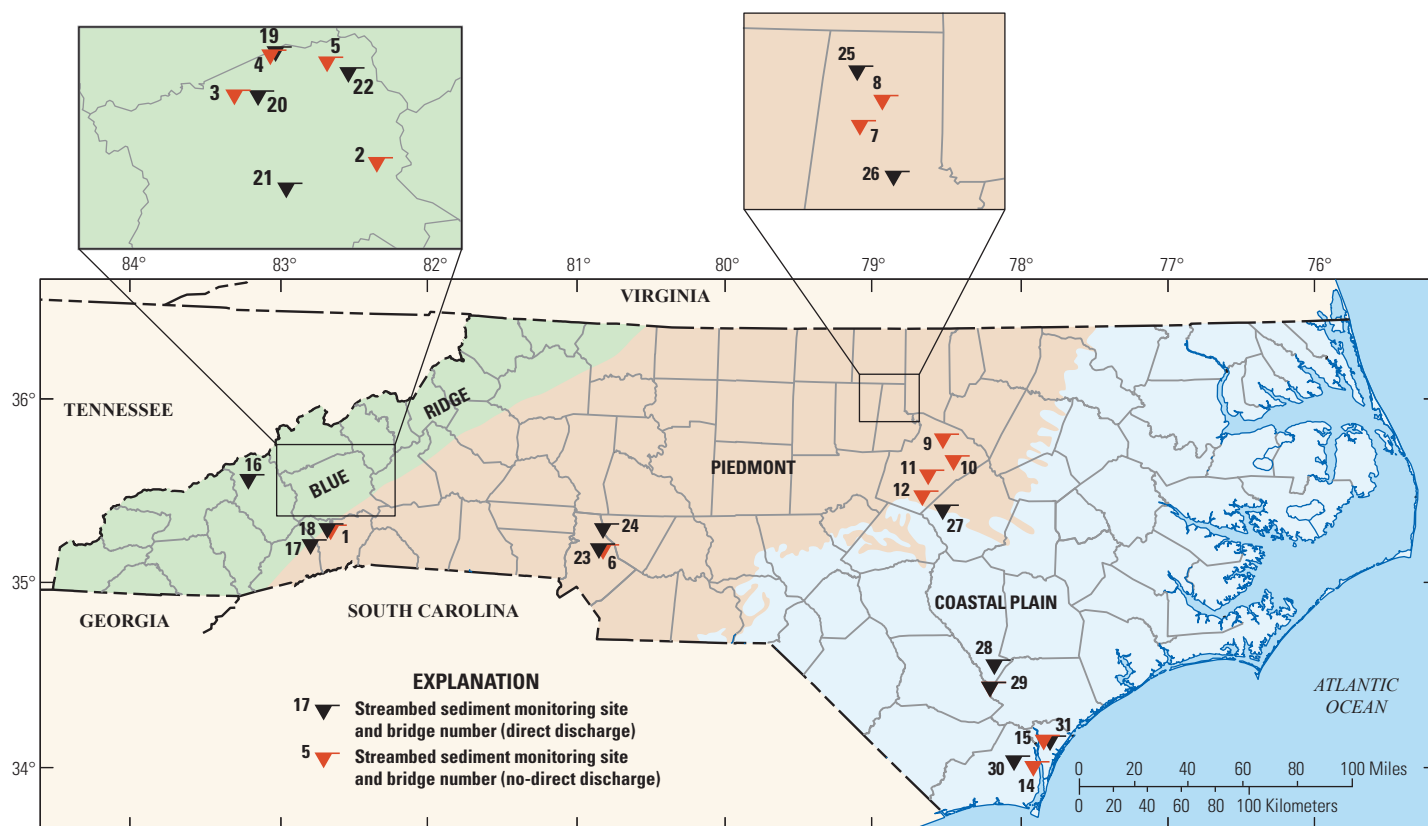 19
5
4
22
3
20
2
21
25
8
7
26
84°
83°
82°
81°
80°
79°
78°
77°
76°
VIRGINIA
36°
TENNESSEE
RIDGE
BLUE
16
PIEDMONT
9
10
11
12
27
18
1
17
24
23
6
35°
GEORGIA
SOUTH CAROLINA
COASTAL PLAIN
28
29
EXPLANATION
17 Streambed sediment monitoring site
and bridge number (direct discharge)
5 Streambed sediment monitoring site
and bridge number (no-direct discharge)
ATLANTIC
OCEAN
15
31
30
14
34°
0 20 40 60 80 100 Miles
0 20 40 60 80 100 Kilometers